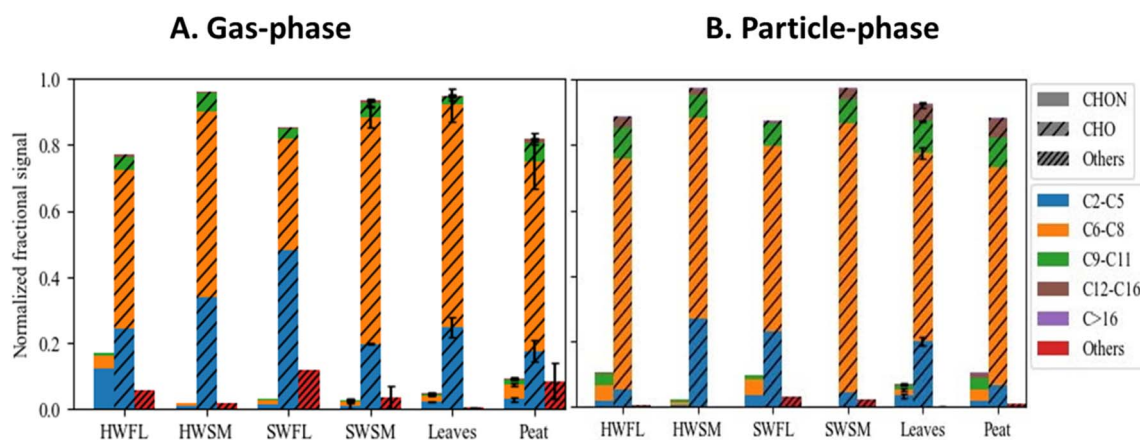 A. Gas-phase
B. Particle-phase
Normalized fractional signal
1.0
0.8
0.6
0.4
0.2
0.0
HWFL HWSM SWFL SWSM Leaves Peat
HWFL HWSM SWFL SWSM Leaves Peat
CHON
CHO
Others
C2-C5
C6-C8
C9-C11
C12-C16
C>16
Others